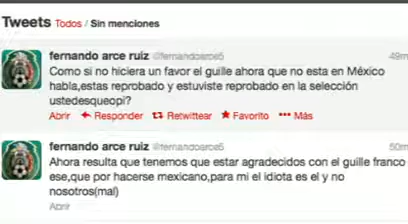 Tweets Todos / Sin menciones
fernando arce ruiz @fernandoarce5 49m
Como si no hiciera un favor el guille ahora que no esta en México
habla,estas reprobado y estuviste reprobado en la selección
ustedesqueopi?
Abrir Responder Retwittear Favorito ••• Más
fernando arce ruiz @fernandoarce5 50m
Ahora resulta que tenemos que estar agradecidos con el guille franco
ese,que por hacerse mexicano,para mi el idiota es el y no
nosotros(mal)
Abrir